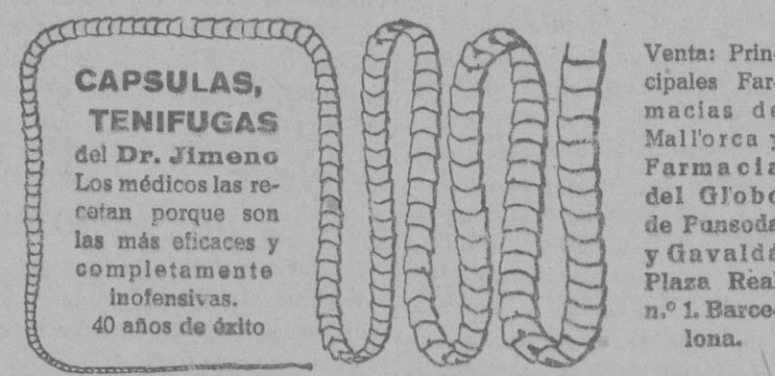 CAPSULAS,
TENIFUGAS
del Dr. Jimeno
Los médicos las re-
cetan porque son
las más eficaces y
completamente
inofensivas.
40 años de éxito
Venta: Prin-
cipales Far-
macias de
Mallorca y
Farmacia
del Globo
de Punsoda
y Gavaldá
Plaza Real
n.º 1. Barce-
lona.